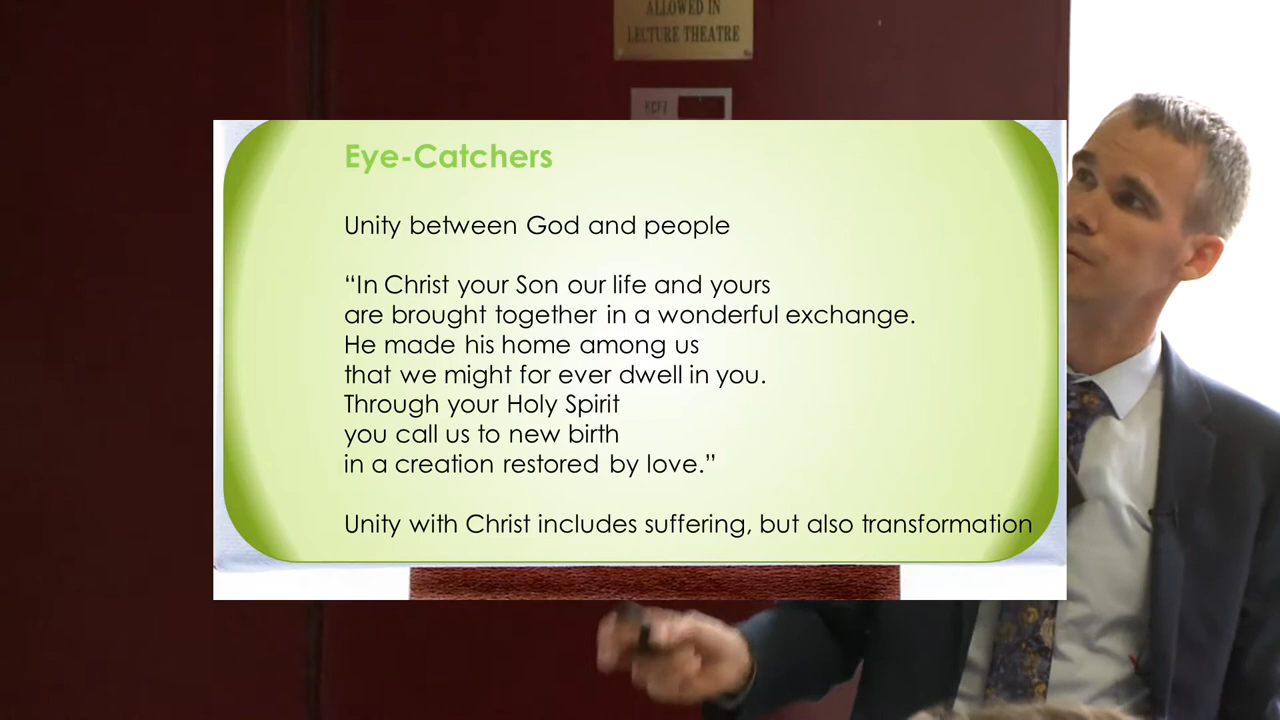 ALLOWED IN
LECTURE THEATRE
Eye-Catchers
Unity between God and people
“In Christ your Son our life and yours
are brought together in a wonderful exchange.
He made his home among us
that we might for ever dwell in you.
Through your Holy Spirit
you call us to new birth
in a creation restored by love.”
Unity with Christ includes suffering, but also transformation